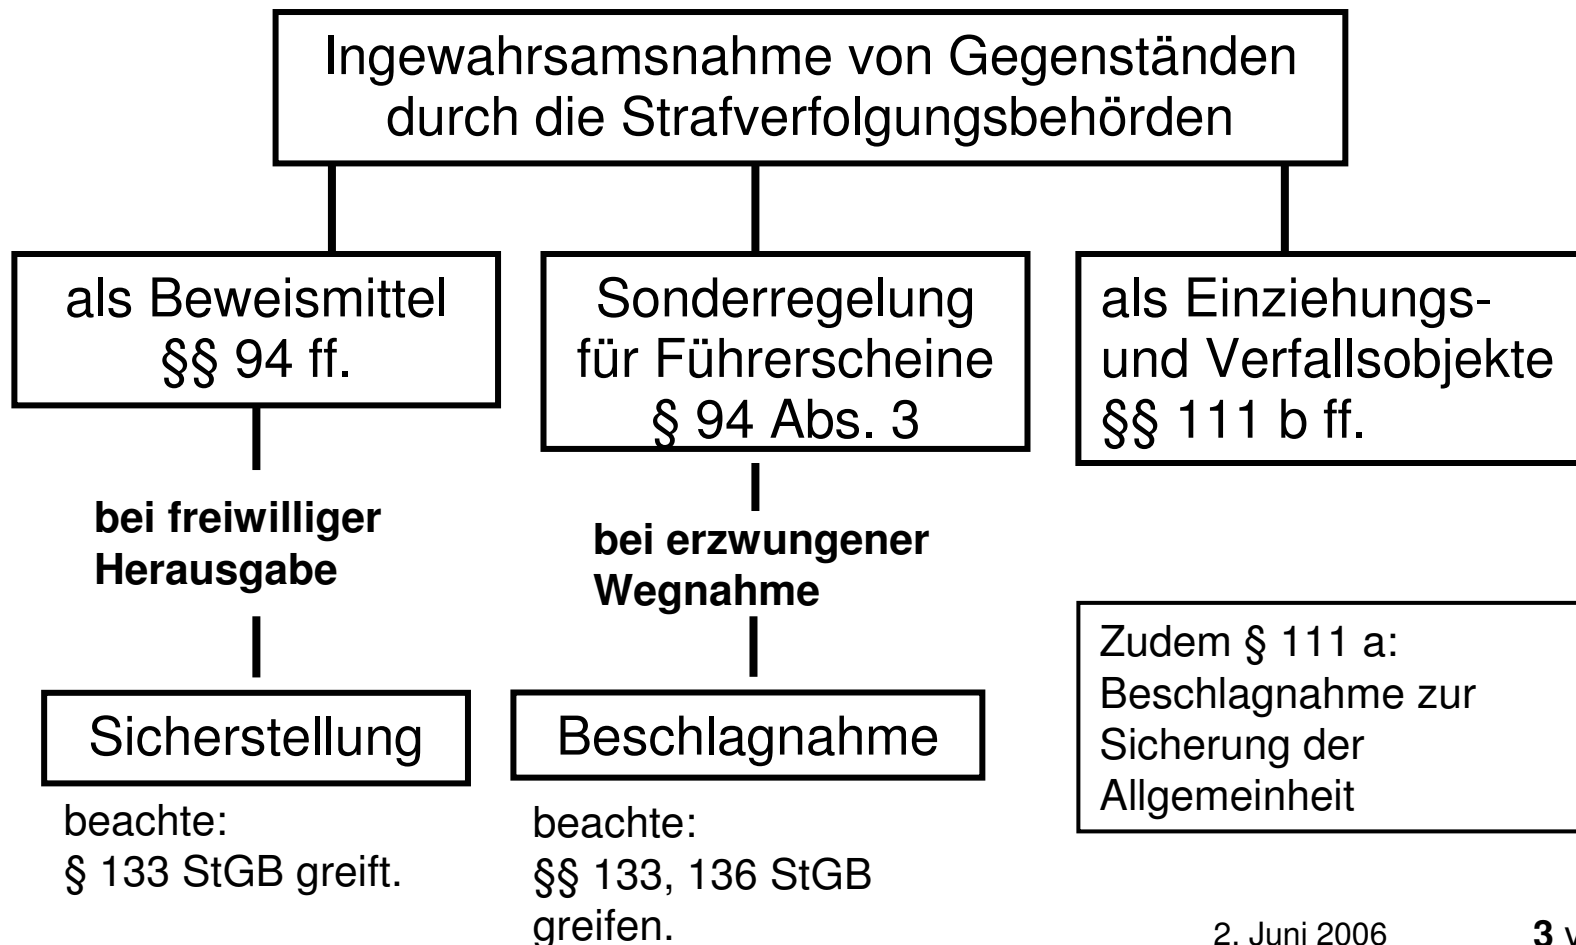 Ingewahrsamsnahme von Gegenständen
durch die Strafverfolgungsbehörden
als Beweismittel
§§ 94 ff.
Sonderregelung
für Führerscheine
§ 94 Abs. 3
als Einziehungs-
und Verfallsobjekte
§§ 111 b ff.
bei freiwilliger
Herausgabe
bei erzwungener
Wegnahme
Sicherstellung
beachte:
§ 133 StGB greift.
Beschlagnahme
beachte:
§§ 133, 136 StGB
greifen.
Zudem § 111 a:
Beschlagnahme zur
Sicherung der
Allgemeinheit
2. Juni 2006
3 v